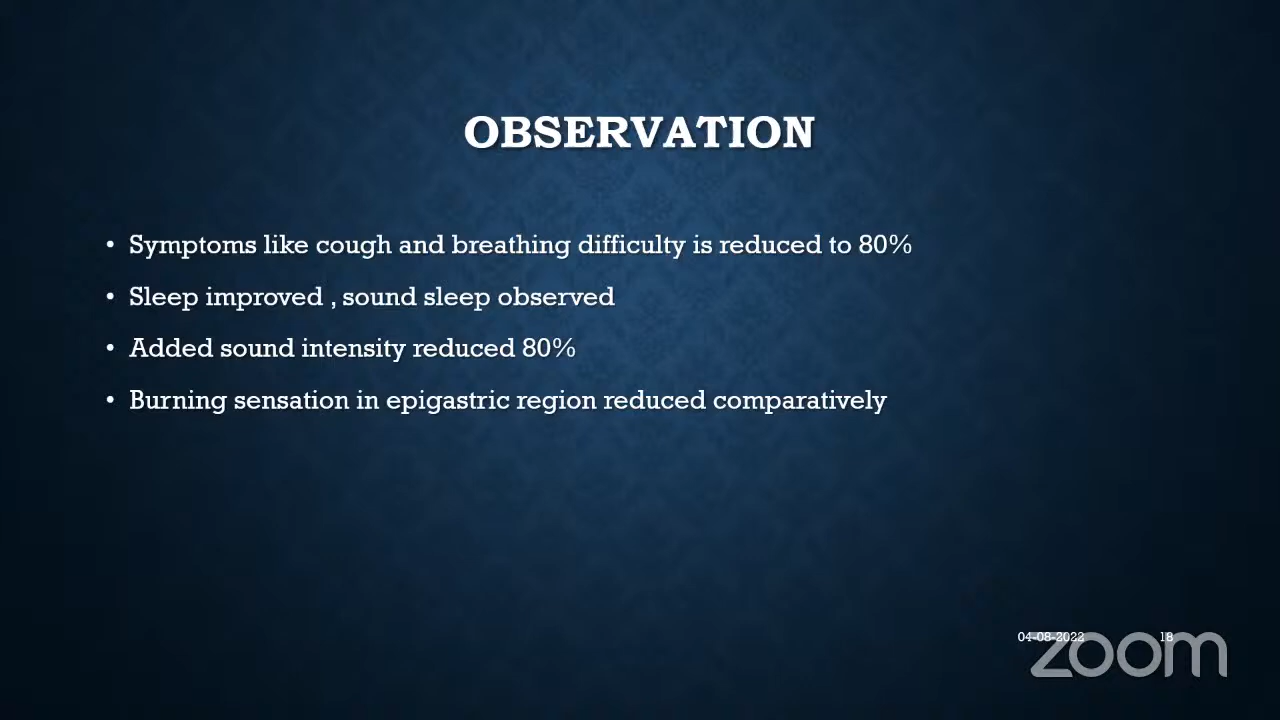 OBSERVATION
• Symptoms like cough and breathing difficulty is reduced to 80%
• Sleep improved , sound sleep observed
• Added sound intensity reduced 80%
• Burning sensation in epigastric region reduced comparatively
04-08-2022 18
zoom